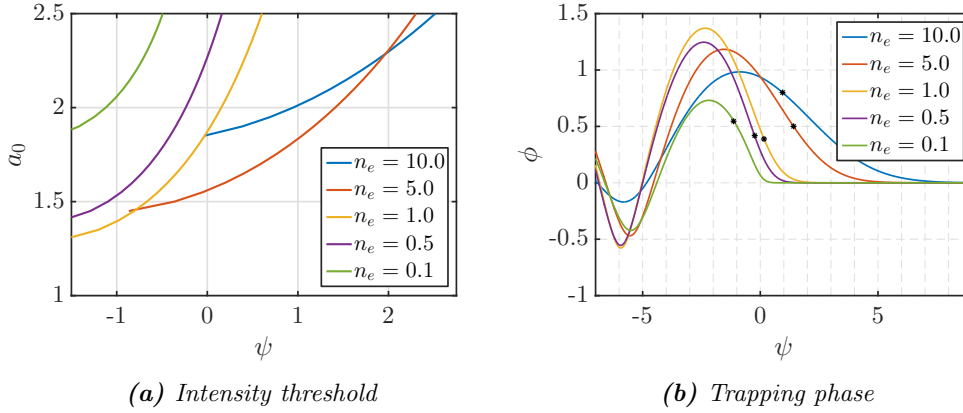 2.5
2
1.5
1
a₀
-1
0
1
2
ψ
nₑ = 10.0
nₑ = 5.0
nₑ = 1.0
nₑ = 0.5
nₑ = 0.1
(a) Intensity threshold
1.5
1
0.5
0
-0.5
-1
ϕ
-5
0
5
ψ
nₑ = 10.0
nₑ = 5.0
nₑ = 1.0
nₑ = 0.5
nₑ = 0.1
(b) Trapping phase